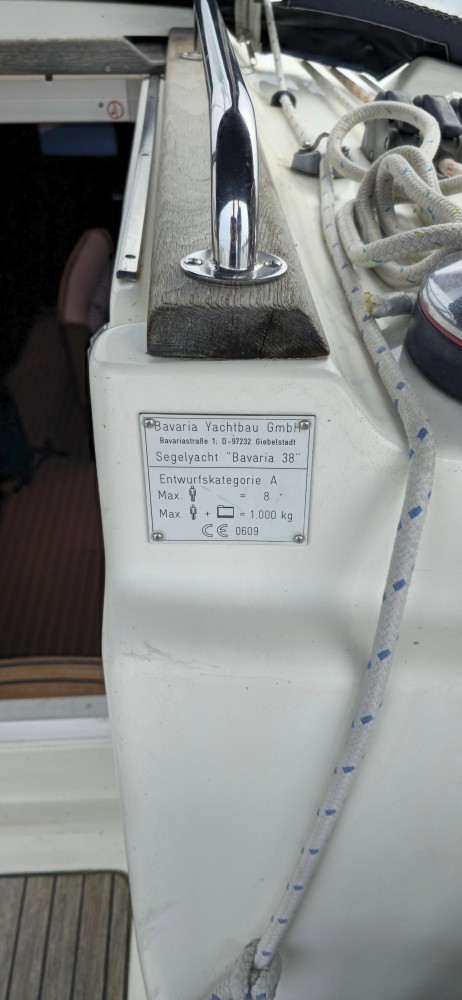 Bavaria Yachtbau GmbH
Bavariastraße 1; D-97232 Giebelstadt
Segelyacht "Bavaria 38"
Entwurfskategorie A
Max. = 8
Max. + = 1.000 kg
CE 0609